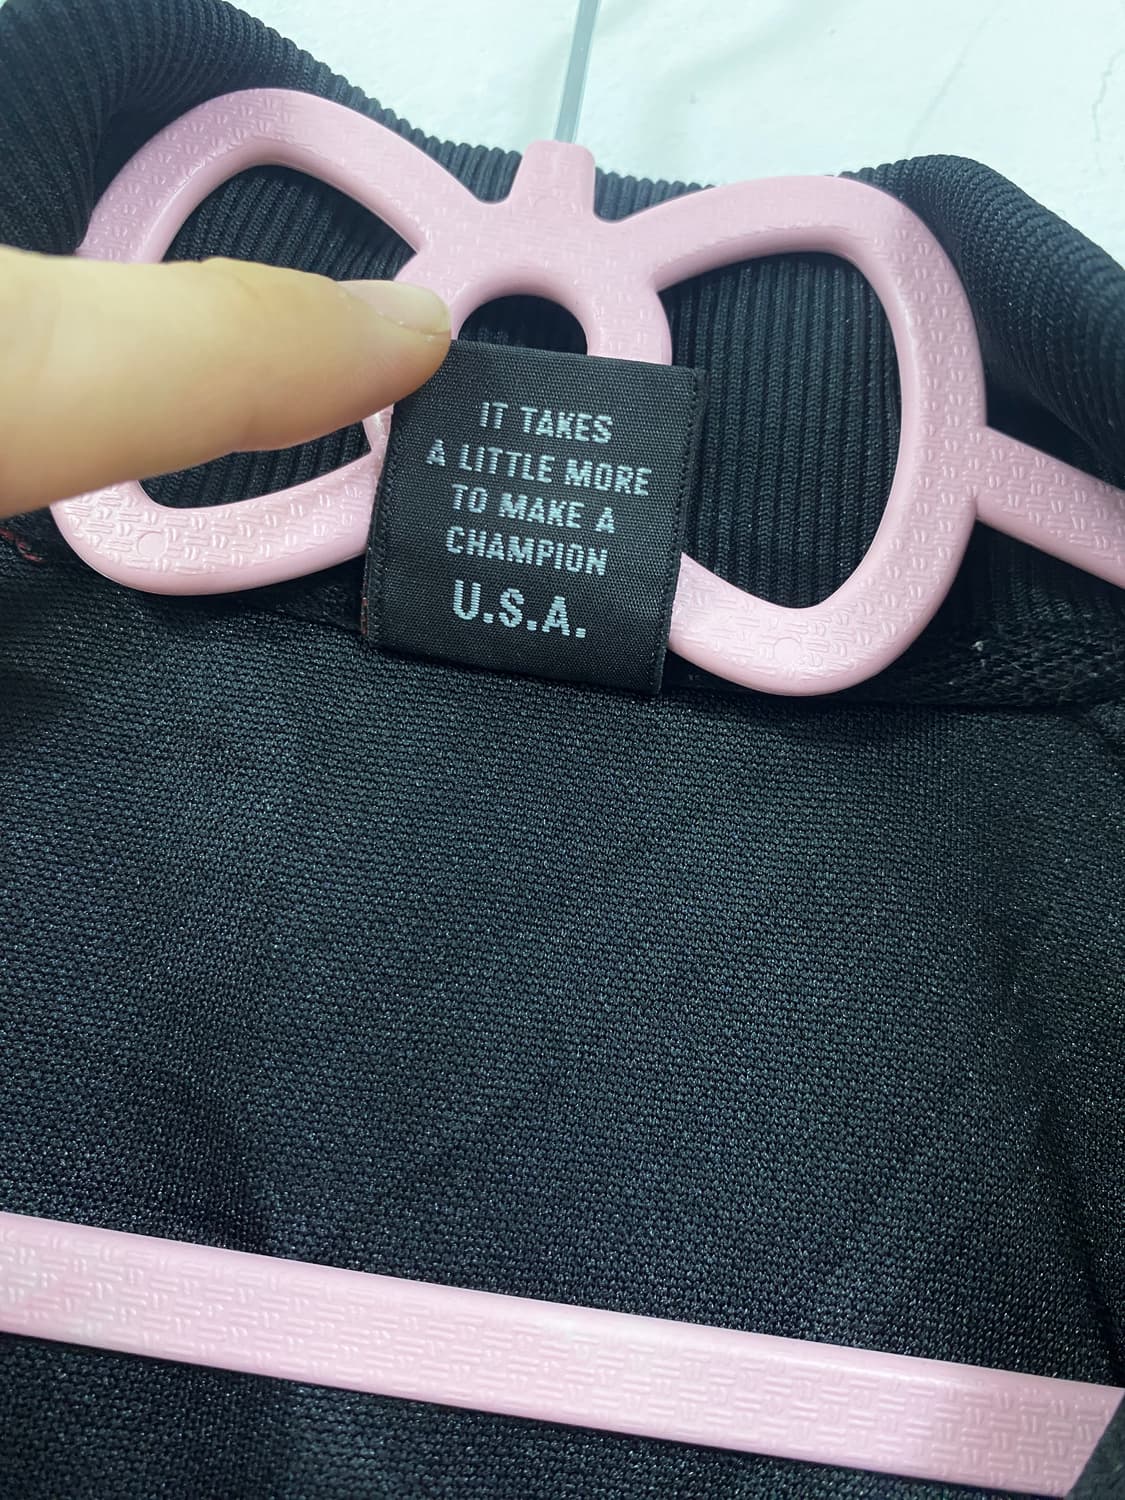 IT TAKES
A LITTLE MORE
TO MAKE A
CHAMPION
U.S.A.